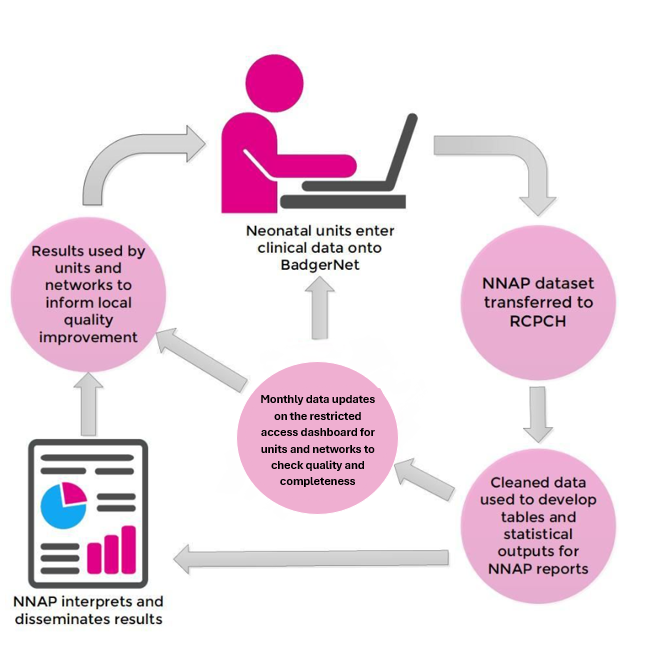 Neonatal units enter
clinical data onto
BadgerNet
NNAP dataset
transferred to
RCPCH
Cleaned data
used to develop
tables and
statistical
outputs for
NNAP reports
Monthly data updates
on the restricted
access dashboard for
units and networks to
check quality and
completeness
NNAP interprets and
disseminates results
Results used by
units and
networks to
inform local
quality
improvement